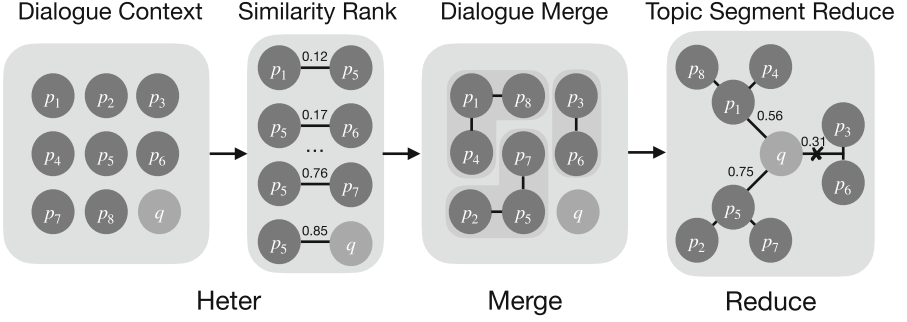 Dialogue Context
Similarity Rank
Dialogue Merge
Topic Segment Reduce
p1 p2 p3
p4 p5 p6
p7 p8 q
p1 0.12 p5
p5 0.17 p6
...
p5 0.76 p7
p5 0.85 q
p1 p8 p3
p4 p7 p6
p2 p5 q
p8 p4
p1
0.56
p3
q 0.31
p6
0.75
p5
p2 p7
Heter
Merge
Reduce